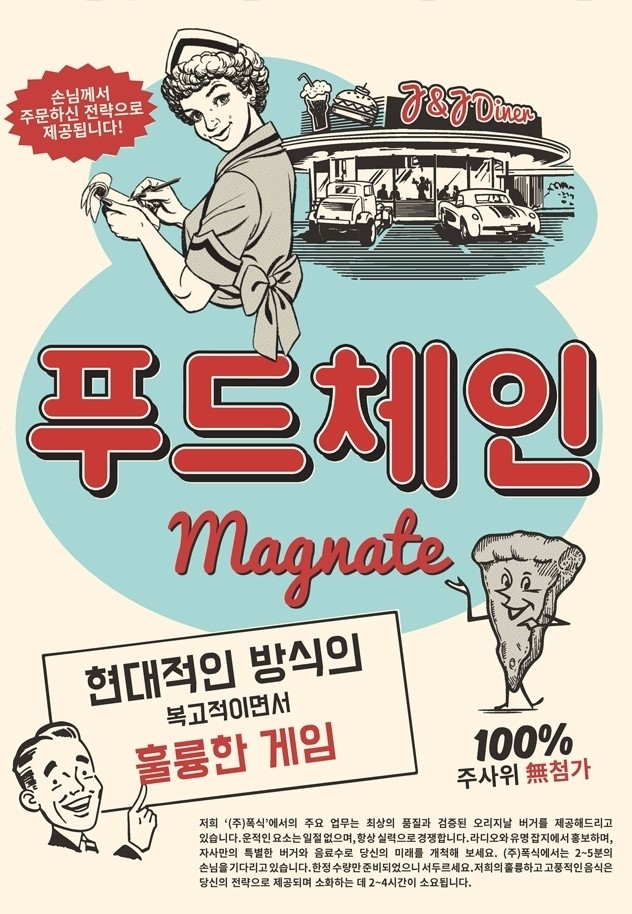 손님께서
주문하신 전략으로
제공됩니다!
J&J Diner
푸드체인
Magnate
현대적인 방식의
복고적이면서
훌륭한 게임
100%
주사위 無첨가
저희 ‘(주)폭식’에서의 주요 업무는 최상의 품질과 검증된 오리지날 버거를 제공해드리고
있습니다. 운적인 요소는 일절 없으며, 항상 실력으로 경쟁합니다. 라디오와 유명 잡지에서 홍보하며,
자사만의 특별한 버거와 음료수로 당신의 미래를 개척해 보세요. (주)폭식에서는 2~5분의
손님을 기다리고 있습니다. 한정 수량만 준비되었으니 서두르세요. 저희의 훌륭하고 고풍적인 음식은
당신의 전략으로 제공되며 소화하는 데 2~4시간이 소요됩니다.